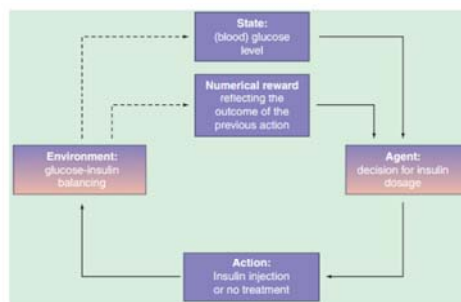 State:
(blood) glucose
level
Numerical reward
reflecting the
outcome of the
previous action
Environment:
glucose-insulin
balancing
Agent:
decision for insulin
dosage
Action:
Insulin injection
or no treatment